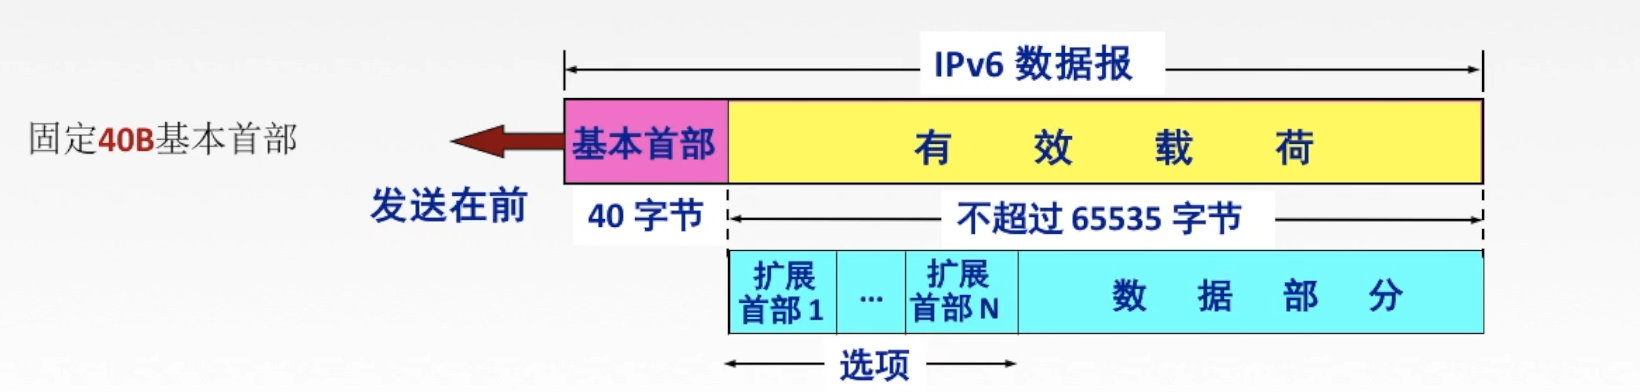 IPv6 数据报
固定40B基本首部
基本首部
有效载荷
发送在前
40 字节
不超过 65535 字节
扩展
首部 1
...
扩展
首部 N
数据部分
选项